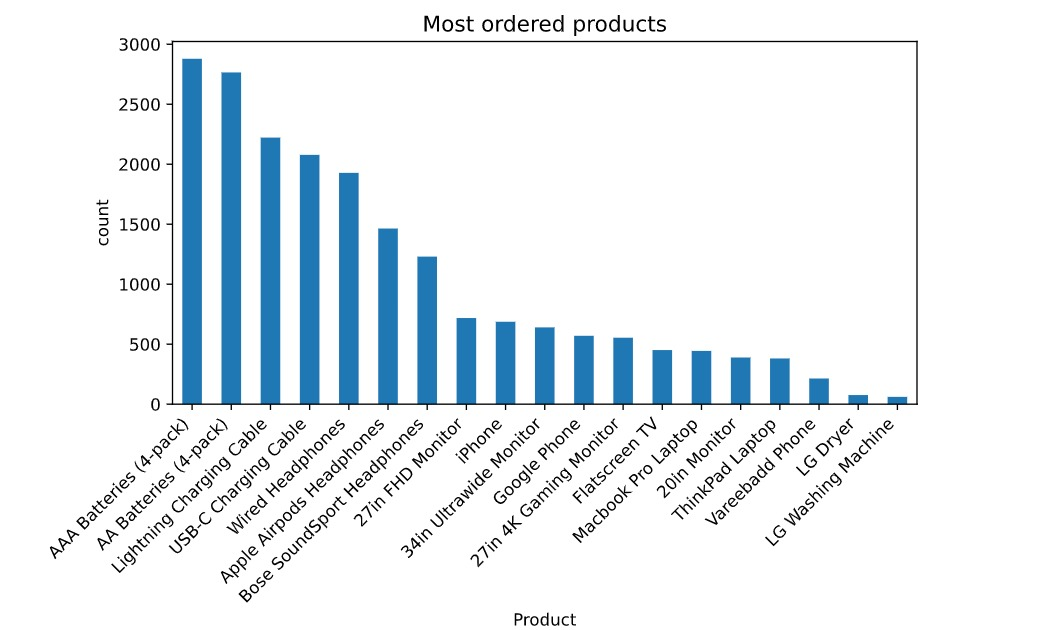 Most ordered products
3000
2500
2000
1500
1000
500
0
count
AAA Batteries (4-pack)
AA Batteries (4-pack)
Lightning Charging Cable
USB-C Charging Cable
Wired Headphones
Apple Airpods Headphones
Bose SoundSport Headphones
27in FHD Monitor
iPhone
34in Ultrawide Monitor
Google Phone
27in 4K Gaming Monitor
Flatscreen TV
Macbook Pro Laptop
20in Monitor
ThinkPad Laptop
Vareebadd Phone
LG Dryer
LG Washing Machine
Product